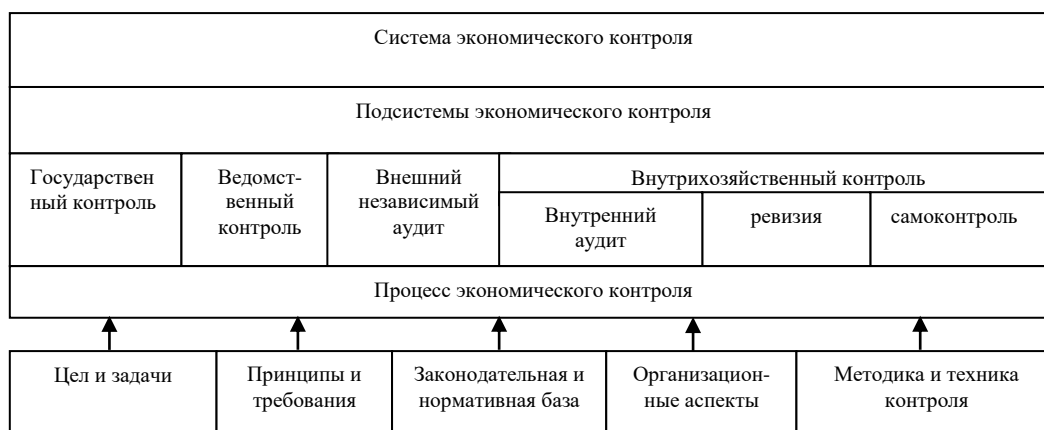 Система экономического контроля
Подсистемы экономического контроля
Государствен
ный контроль
Ведомст-
венный
контроль
Внешний
независимый
аудит
Внутрихозяйственный контроль
Внутренний
аудит
ревизия
самоконтроль
Процесс экономического контроля
Цел и задачи
Принципы и
требования
Законодательная и
нормативная база
Организацион-
ные аспекты
Методика и техника
контроля